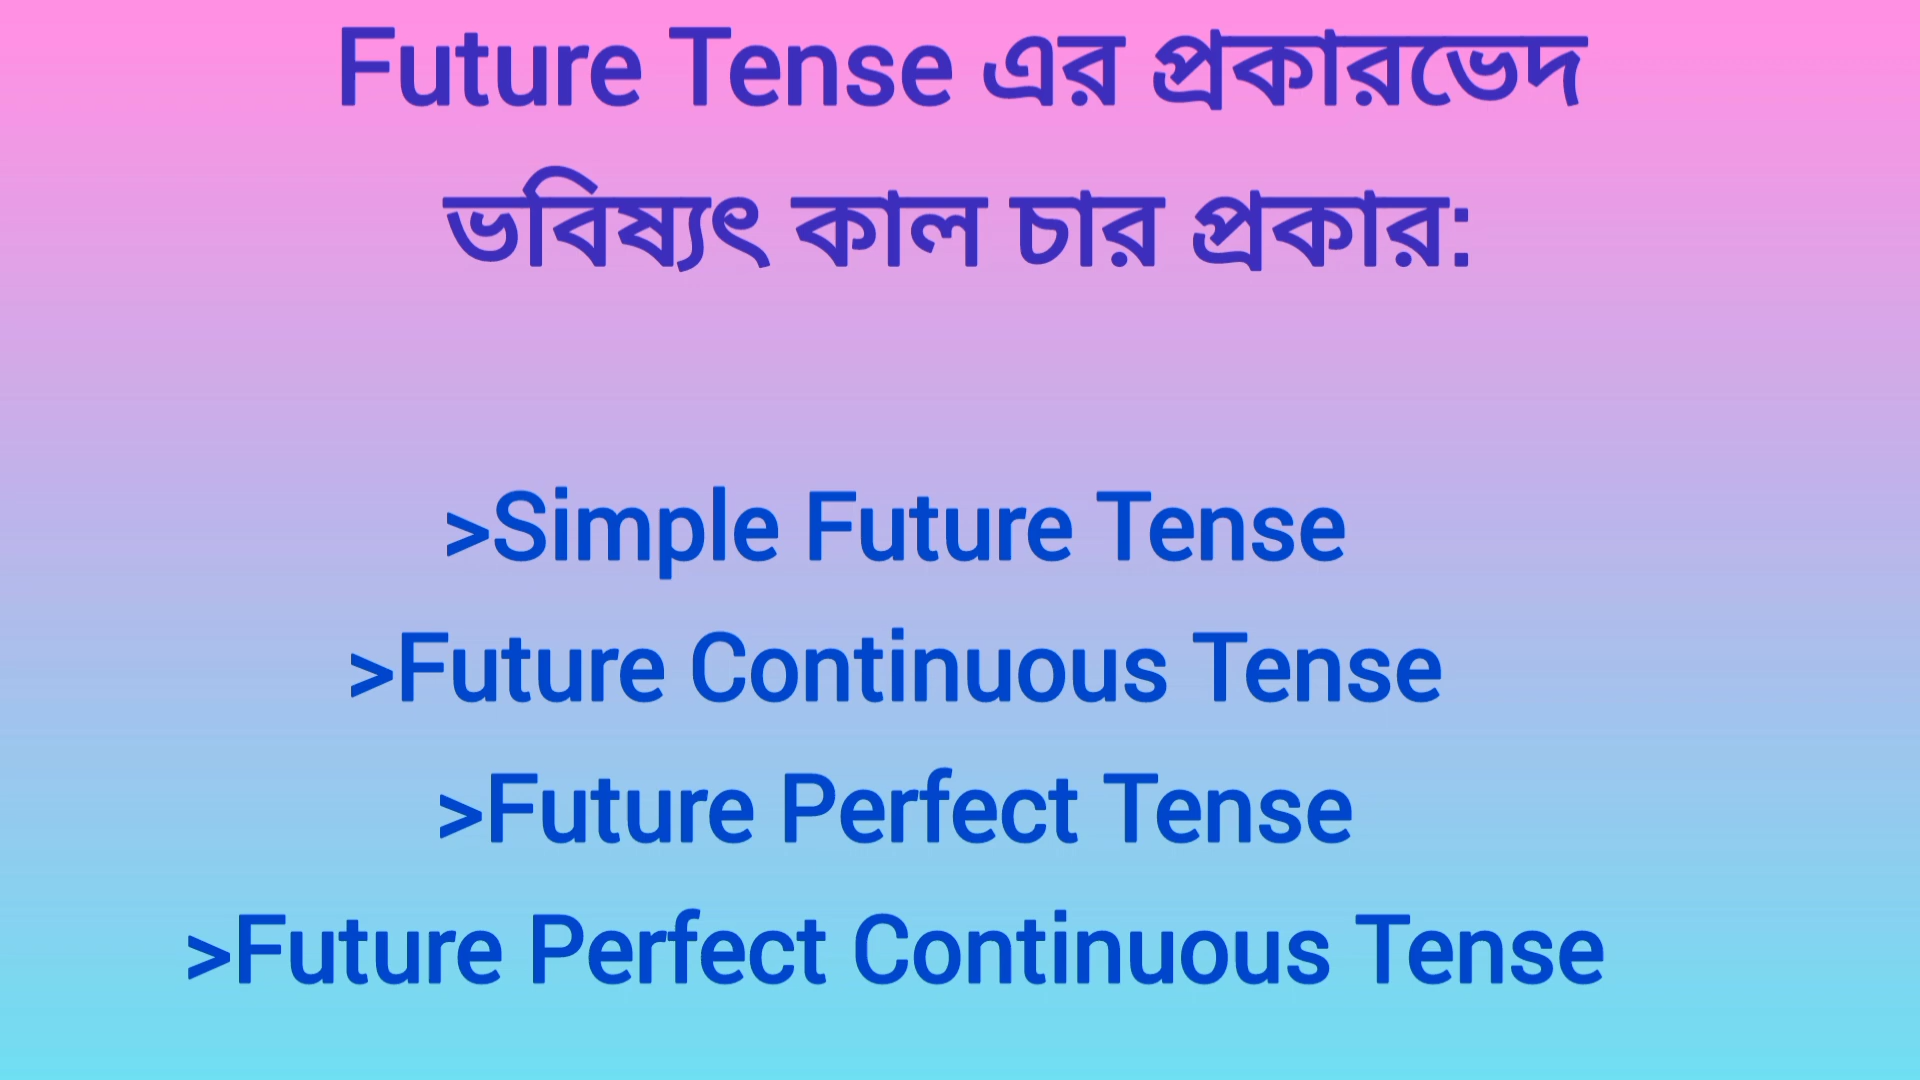 Future Tense এর প্রকারভেদ
ভবিষ্যৎ কাল চার প্রকার:
>Simple Future Tense
>Future Continuous Tense
>Future Perfect Tense
>Future Perfect Continuous Tense